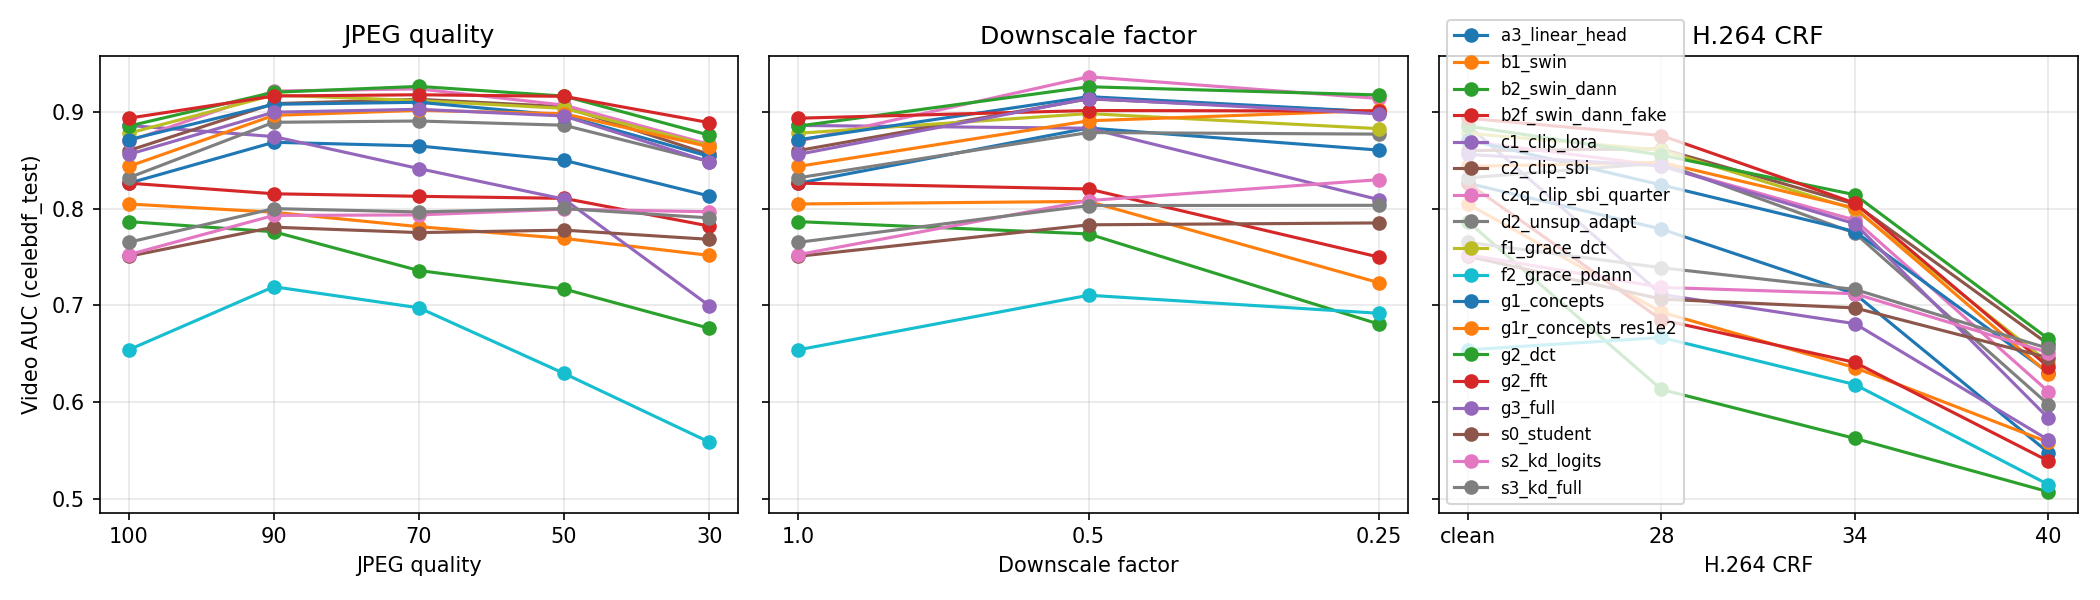 JPEG quality
Downscale factor
H.264 CRF
Video AUC (celebdf_test)
0.9
0.8
0.7
0.6
0.5
100
90
70
50
30
JPEG quality
1.0
0.5
0.25
Downscale factor
a3_linear_head
b1_swin
b2_swin_dann
b2f_swin_dann_fake
c1_clip_lora
c2_clip_sbi
c2q_clip_sbi_quarter
d2_unsup_adapt
f1_grace_dct
f2_grace_pdann
g1_concepts
g1r_concepts_res1e2
g2_dct
g2_fft
g3_full
s0_student
s2_kd_logits
s3_kd_full
clean
28
34
40
H.264 CRF